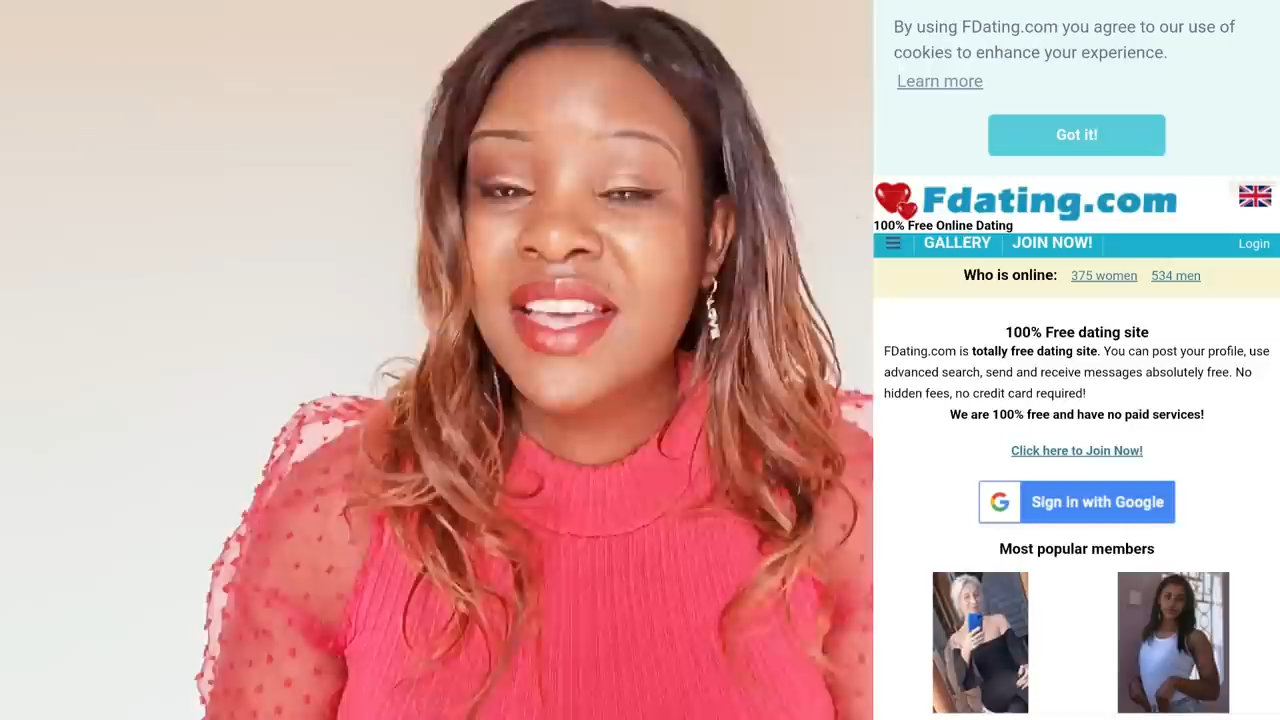 By using FDating.com you agree to our use of
cookies to enhance your experience.
Learn more
Got it!
Fdating.com
100% Free Online Dating
GALLERY JOIN NOW! Login
Who is online: 375 women 534 men
100% Free dating site
FDating.com is totally free dating site. You can post your profile, use
advanced search, send and receive messages absolutely free. No
hidden fees, no credit card required!
We are 100% free and have no paid services!
Click here to Join Now!
G Sign in with Google
Most popular members